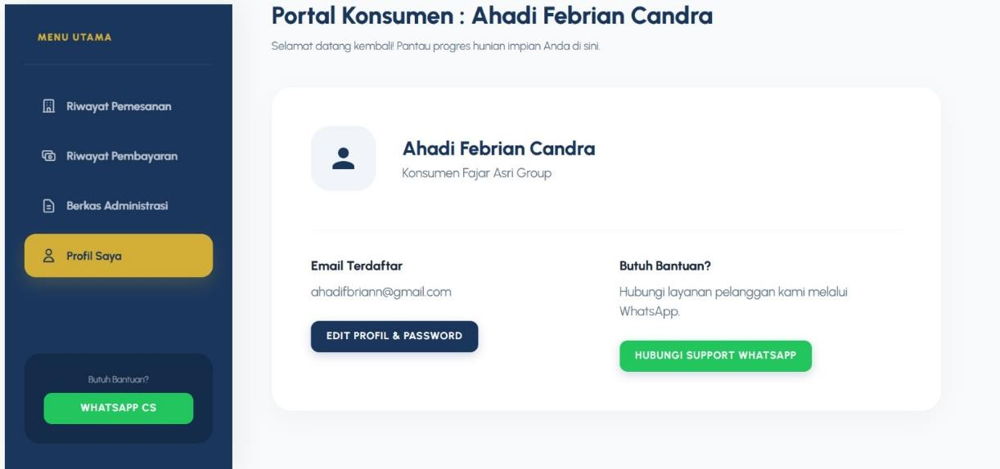 MENU UTAMA
Riwayat Pemesanan
Riwayat Pembayaran
Berkas Administrasi
Profil Saya
Butuh Bantuan?
WHATSAPP CS
Portal Konsumen : Ahadi Febrian Candra
Selamat datang kembali! Pantau progres hunian impian Anda di sini.
Ahadi Febrian Candra
Konsumen Fajar Asri Group
Email Terdaftar
ahadifbriann@gmail.com
EDIT PROFIL & PASSWORD
Butuh Bantuan?
Hubungi layanan pelanggan kami melalui
WhatsApp.
HUBUNGI SUPPORT WHATSAPP